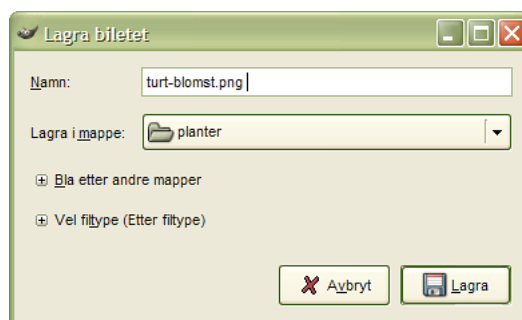 Lagra biletet
Namn: turt-blomst.png
Lagra i mappe: planter
Bla etter andre mapper
Vel filtype (Etter filtype)
Avbryt Lagra